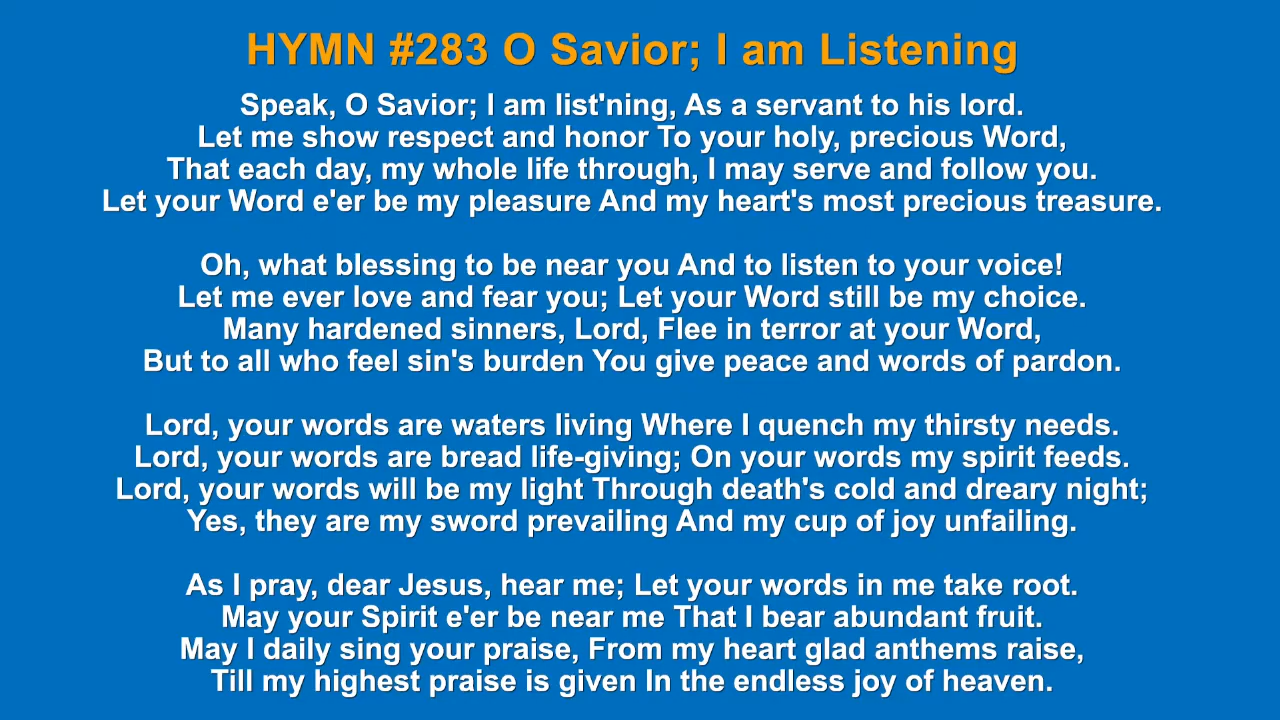 HYMN #283 O Savior; I am Listening
Speak, O Savior; I am list'ning, As a servant to his lord.
Let me show respect and honor To your holy, precious Word,
That each day, my whole life through, I may serve and follow you.
Let your Word e'er be my pleasure And my heart's most precious treasure.
Oh, what blessing to be near you And to listen to your voice!
Let me ever love and fear you; Let your Word still be my choice.
Many hardened sinners, Lord, Flee in terror at your Word,
But to all who feel sin's burden You give peace and words of pardon.
Lord, your words are waters living Where I quench my thirsty needs.
Lord, your words are bread life-giving; On your words my spirit feeds.
Lord, your words will be my light Through death's cold and dreary night;
Yes, they are my sword prevailing And my cup of joy unfailing.
As I pray, dear Jesus, hear me; Let your words in me take root.
May your Spirit e'er be near me That I bear abundant fruit.
May I daily sing your praise, From my heart glad anthems raise,
Till my highest praise is given In the endless joy of heaven.